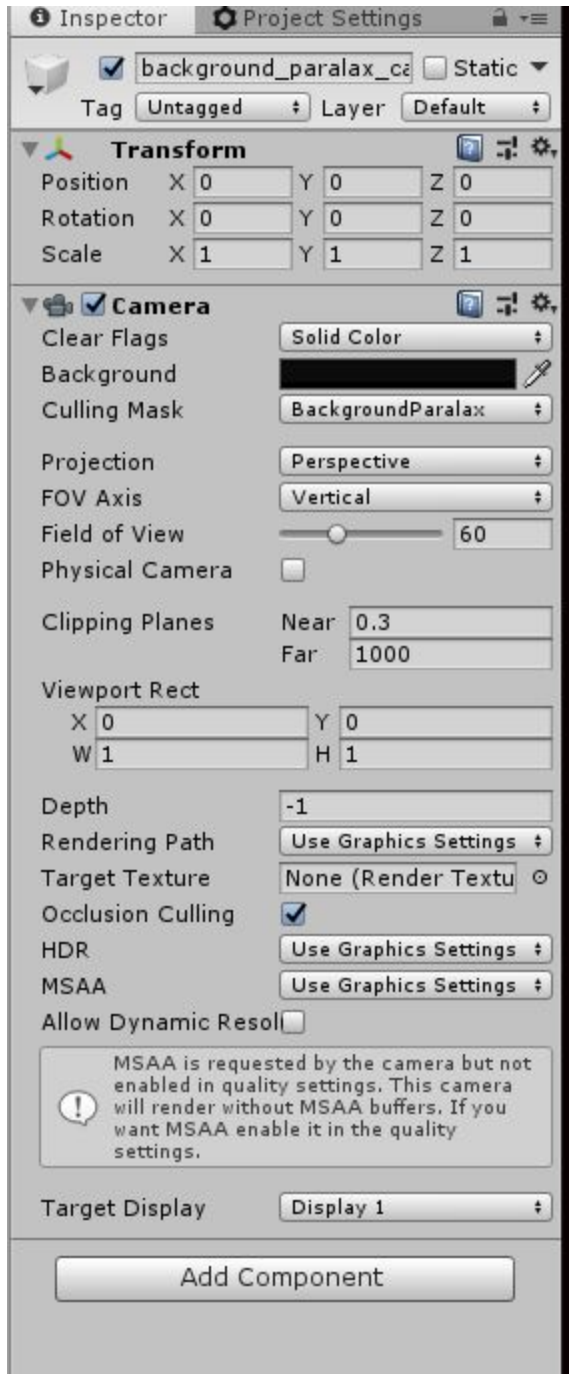 Inspector Project Settings
background_paralax_ca Static
Tag Untagged Layer Default
Transform
Position X 0 Y 0 Z 0
Rotation X 0 Y 0 Z 0
Scale X 1 Y 1 Z 1
Camera
Clear Flags Solid Color
Background
Culling Mask BackgroundParalax
Projection Perspective
FOV Axis Vertical
Field of View 60
Physical Camera
Clipping Planes Near 0.3
Far 1000
Viewport Rect
X 0 Y 0
W 1 H 1
Depth -1
Rendering Path Use Graphics Settings
Target Texture None (Render Textu
Occlusion Culling
HDR Use Graphics Settings
MSAA Use Graphics Settings
Allow Dynamic Resol
MSAA is requested by the camera but not
enabled in quality settings. This camera
will render without MSAA buffers. If you
want MSAA enable it in the quality
settings.
Target Display Display 1
Add Component